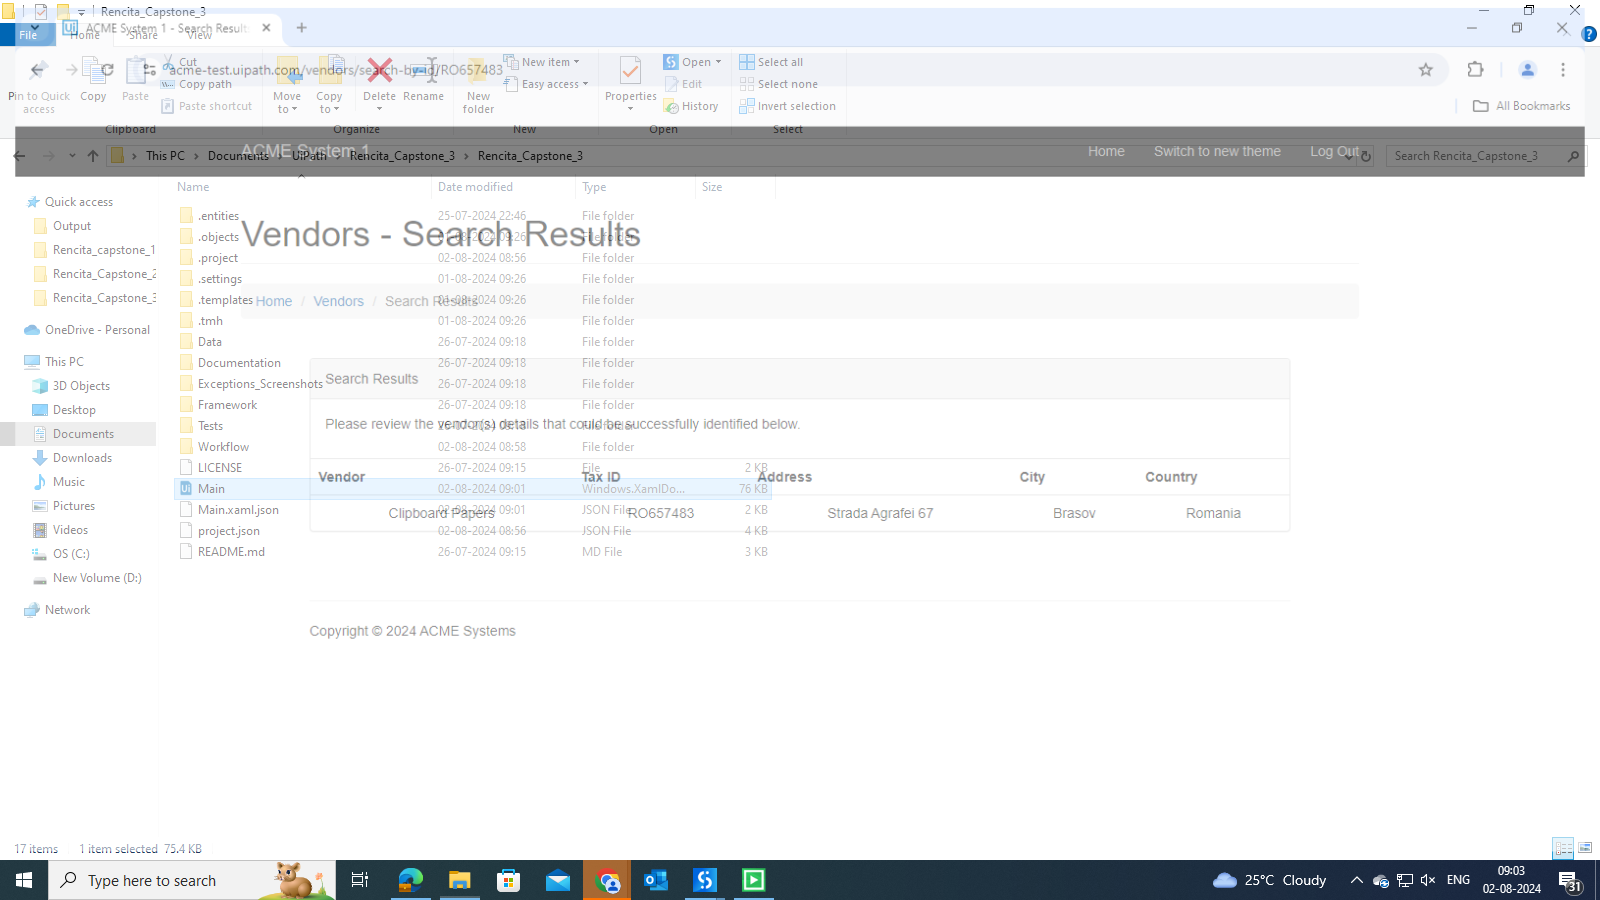 Rencita_Capstone_3
ACME System 1 - Search Result
File Home Share View
acme-test.uipath.com/vendors/search-by-id/RO657483
Pin to Quick access
Copy
Paste
Cut
Copy path
Paste shortcut
Clipboard
Move to
Copy to
Delete
Rename
Organize
New folder
New item
Easy access
New
Properties
Open
Edit
History
Open
Select all
Select none
Invert selection
Select
All Bookmarks
This PC Documents UiPath Rencita_Capstone_3 Rencita_Capstone_3
Search Rencita_Capstone_3
ACME System 1
Home Switch to new theme Log Out
Quick access
Output
Rencita_capstone_1
Rencita_Capstone_2
Rencita_Capstone_3
OneDrive - Personal
This PC
3D Objects
Desktop
Documents
Downloads
Music
Pictures
Videos
OS (C:)
New Volume (D:)
Network
Name Date modified Type Size
.entities 25-07-2024 22:46 File folder
.objects 01-08-2024 09:26 File folder
.project 02-08-2024 08:56 File folder
.settings 01-08-2024 09:26 File folder
.templates 01-08-2024 09:26 File folder
.tmh 01-08-2024 09:26 File folder
Data 26-07-2024 09:18 File folder
Documentation 26-07-2024 09:18 File folder
Exceptions_Screenshots 26-07-2024 09:18 File folder
Framework 26-07-2024 09:18 File folder
Tests 26-07-2024 09:18 File folder
Workflow 02-08-2024 08:58 File folder
LICENSE 26-07-2024 09:15 File 2 KB
Main 02-08-2024 09:01 Windows.XamlDo... 76 KB
Main.xaml.json 02-08-2024 09:01 JSON File 2 KB
project.json 02-08-2024 08:56 JSON File 4 KB
README.md 26-07-2024 09:15 MD File 3 KB
Vendors - Search Results
Home / Vendors / Search Results
Search Results
Please review the vendor(s) details that could be successfully identified below.
Vendor Tax ID Address City Country
Clipboard Papers RO657483 Strada Agrafei 67 Brasov Romania
Copyright © 2024 ACME Systems
17 items 1 item selected 75.4 KB
Type here to search
25°C Cloudy
ENG
09:03
02-08-2024
31